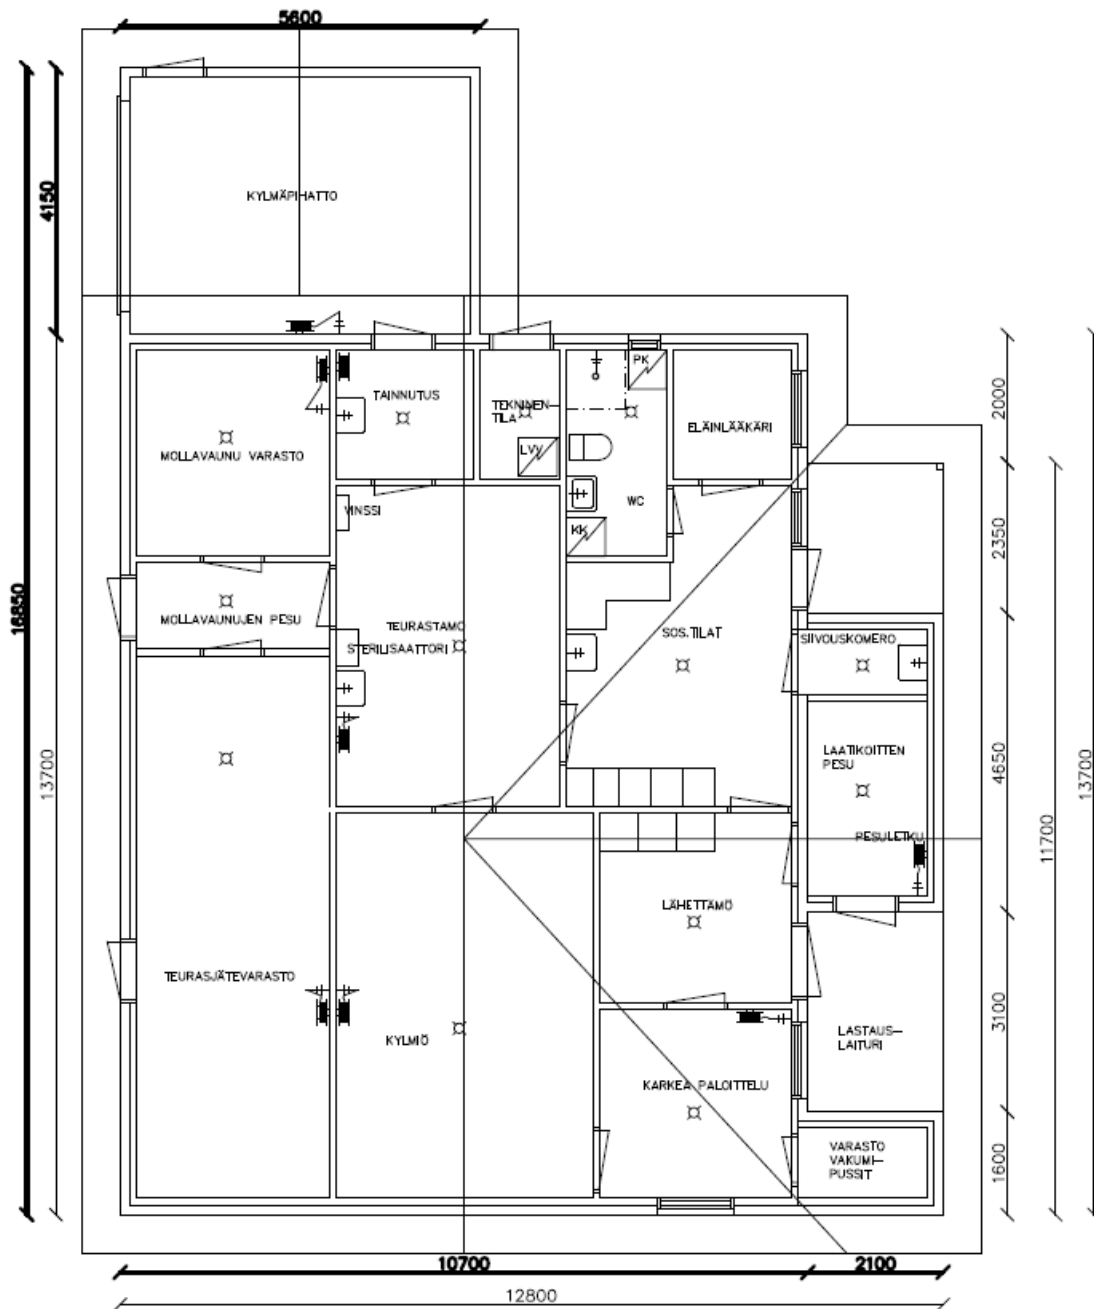 5600
4150
KYLMÄPIHATTO
16850
13700
TAINNUTUS
TEKNINEN
TILA
LVV
PK
ELÄINLÄÄKÄRI
2000
MOLLAVAUNU VARASTO
VINSSI
WC
KK
2350
MOLLAVAUNUJEN PESU
TEURASTAMO
STERILISAATTORI
SOS.TILAT
SIIVOUSKOMERO
LAATIKOITTEN
PESU
PESULETKU
4650
13700
11700
LÄHETTÄMÖ
TEURASJÄTEVARASTO
KYLMIÖ
LASTAUS-
LAITURI
3100
KARKEA PALOITTELU
VARASTO
VAKUMI-
PUSSIT
1600
10700
2100
12800